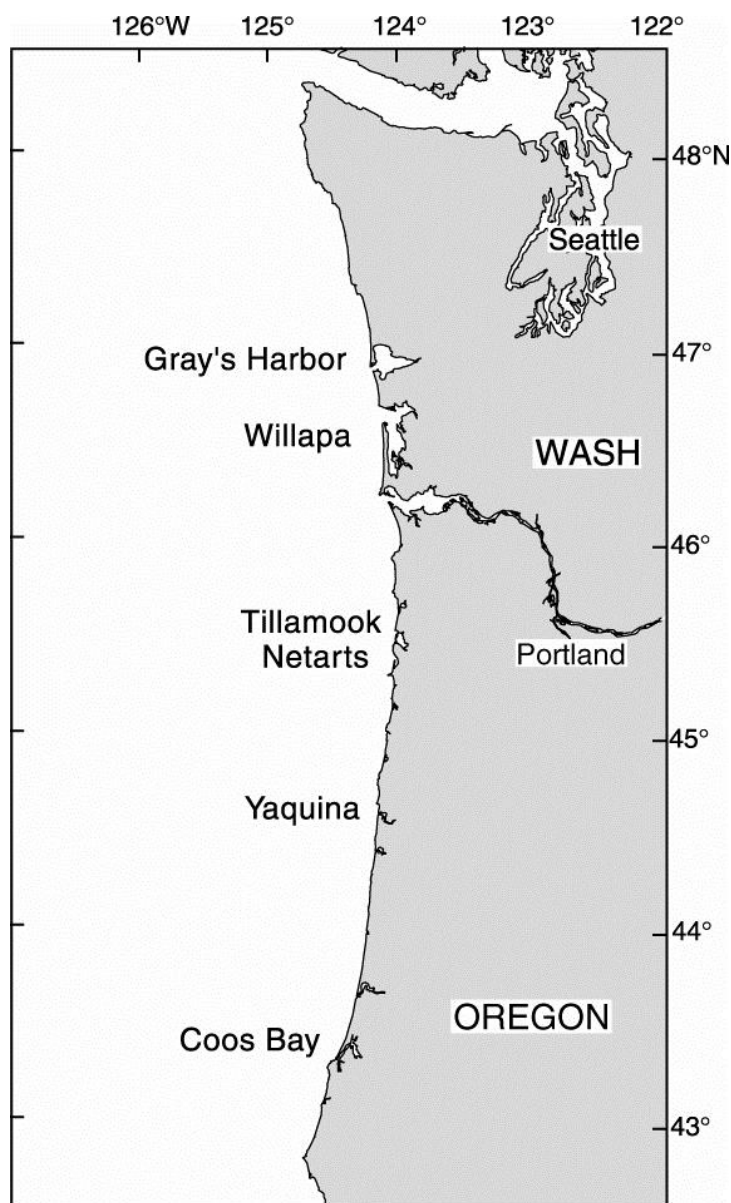 126°W 125° 124° 123° 122°
48°N
Seattle
47°
Gray's Harbor
Willapa
WASH
46°
Tillamook
Netarts
Portland
45°
Yaquina
44°
OREGON
Coos Bay
43°